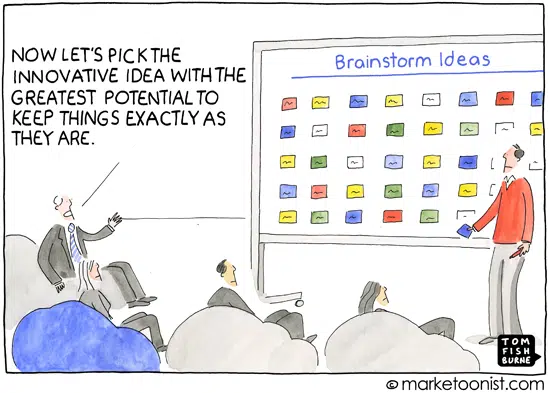 NOW LET'S PICK THE
INNOVATIVE IDEA WITH THE
GREATEST POTENTIAL TO
KEEP THINGS EXACTLY AS
THEY ARE.
Brainstorm Ideas
TOM
FISH
BURNE
© marketoonist.com